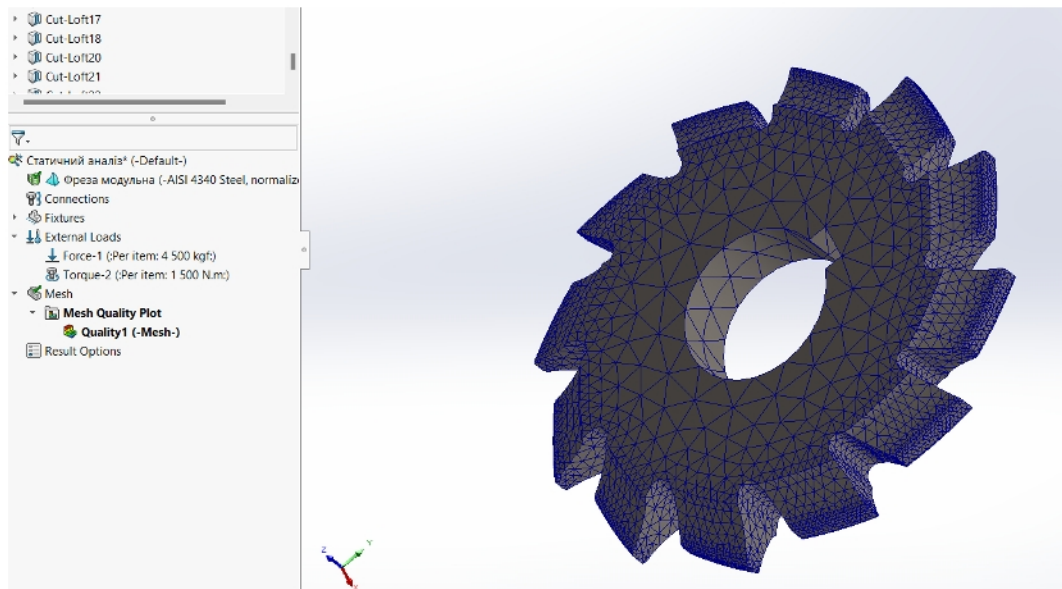 Cut-Loft17
Cut-Loft18
Cut-Loft20
Cut-Loft21
Статичний аналіз* (-Default-)
Фреза модульна (-AISI 4340 Steel, normaliz
Connections
Fixtures
External Loads
Force-1 (:Per item: 4 500 kgf:)
Torque-2 (:Per item: 1 500 N.m:)
Mesh
Mesh Quality Plot
Quality1 (-Mesh-)
Result Options
Z
Y
X